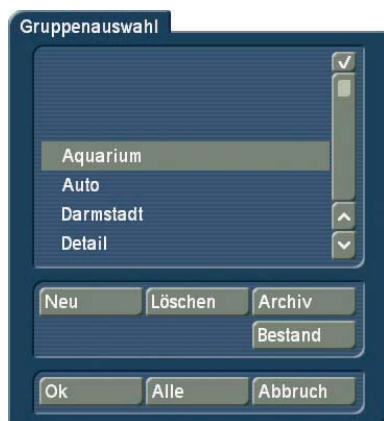 Gruppenauswahl
Aquarium
Auto
Darmstadt
Detail
Neu Löschen Archiv
Bestand
Ok Alle Abbruch